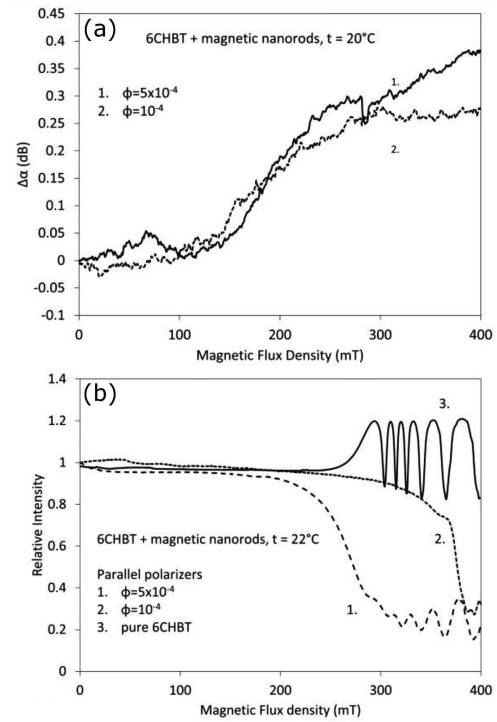 (a)
6CHBT + magnetic nanorods, t = 20°C
0.45
0.4
0.35
0.3
0.25
0.2
0.15
0.1
0.05
0
-0.05
-0.1
Δα (dB)
1. ϕ=5x10⁻⁴
2. ϕ=10⁻⁴
1.
2.
0 100 200 300 400
Magnetic Flux Density (mT)
(b)
1.4
1.2
1
0.8
0.6
0.4
0.2
0
Relative Intensity
3.
6CHBT + magnetic nanorods, t = 22°C
Parallel polarizers
1. ϕ=5x10⁻⁴
2. ϕ=10⁻⁴
3. pure 6CHBT
2.
1.
0 100 200 300 400
Magnetic Flux density (mT)